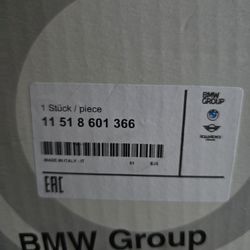 BMW
GROUP
1 Stück / piece
11 51 8 601 366
MADE IN ITALY - IT
EAC
BMW Group